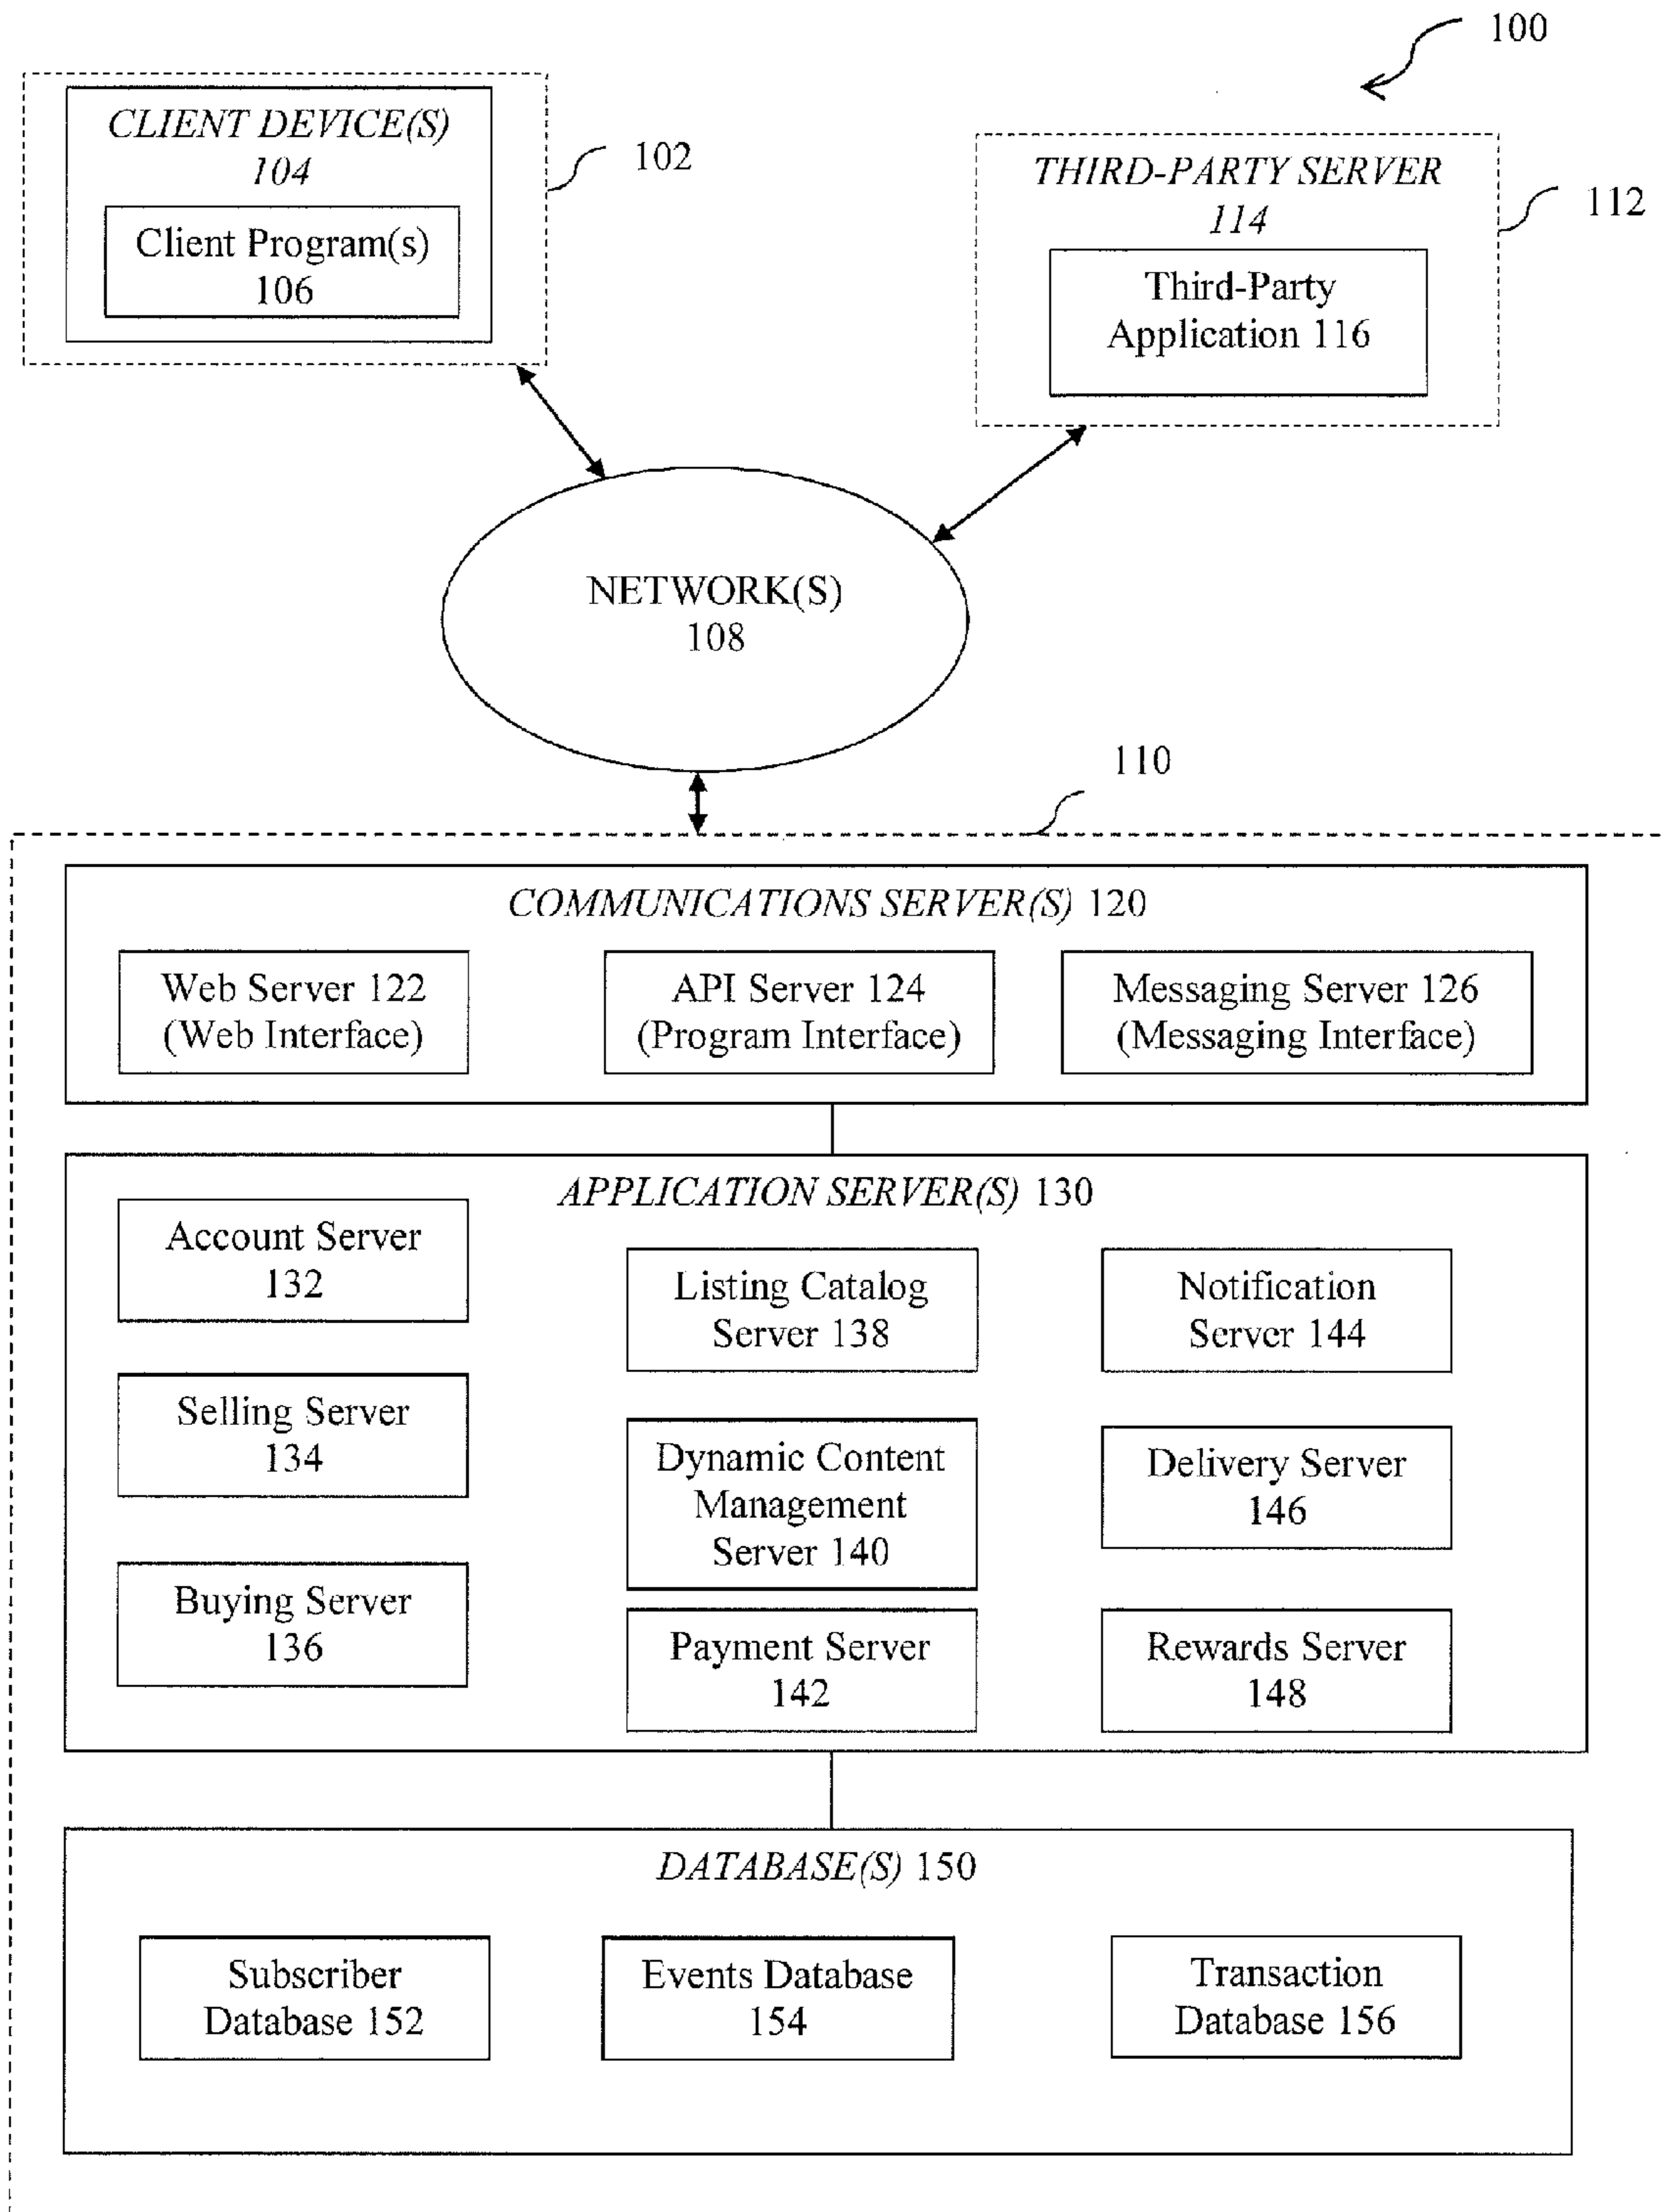 100
CLIENT DEVICE(S)
104
Client Program(s)
106
102
THIRD-PARTY SERVER
114
Third-Party
Application 116
112
NETWORK(S)
108
110
COMMUNICATIONS SERVER(S) 120
Web Server 122
(Web Interface)
API Server 124
(Program Interface)
Messaging Server 126
(Messaging Interface)
APPLICATION SERVER(S) 130
Account Server
132
Selling Server
134
Buying Server
136
Listing Catalog
Server 138
Dynamic Content
Management
Server 140
Payment Server
142
Notification
Server 144
Delivery Server
146
Rewards Server
148
DATABASE(S) 150
Subscriber
Database 152
Events Database
154
Transaction
Database 156